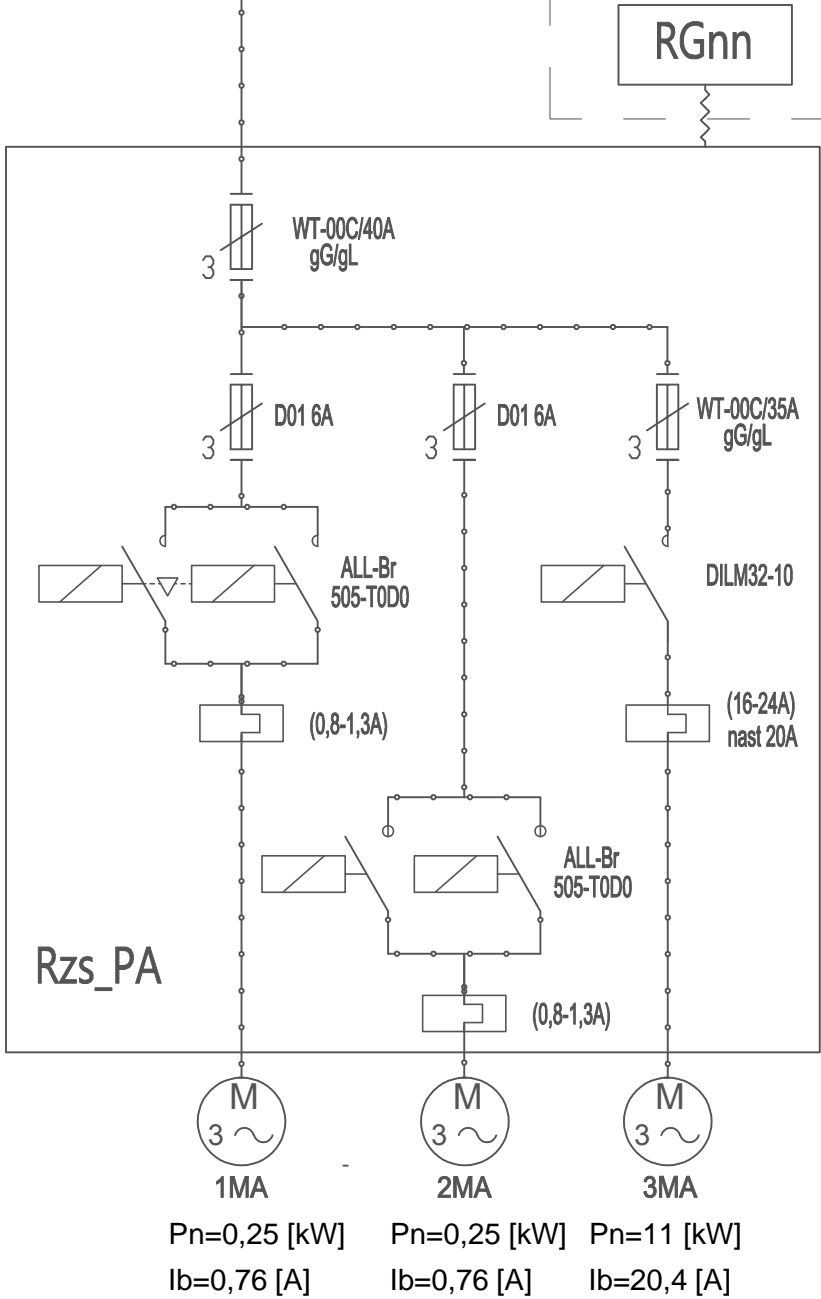 RGnn
WT-00C/40A
gG/gL
3
D01 6A
3
D01 6A
3
WT-00C/35A
gG/gL
3
ALL-Br
505-T0D0
DILM32-10
(0,8-1,3A)
(16-24A)
nast 20A
ALL-Br
505-T0D0
Rzs_PA
(0,8-1,3A)
M
3
M
3
M
3
1MA
2MA
3MA
Pn=0,25 [kW]
Pn=0,25 [kW]
Pn=11 [kW]
Ib=0,76 [A]
Ib=0,76 [A]
Ib=20,4 [A]